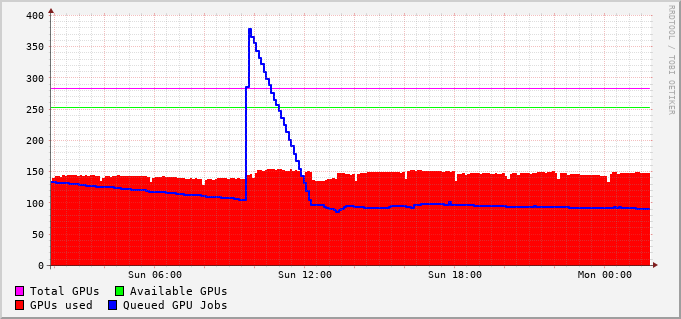 400
350
300
250
200
150
100
50
0
Sun 06:00 Sun 12:00 Sun 18:00 Mon 00:00
Total GPUs Available GPUs
GPUs used Queued GPU Jobs
RRDTOOL / TOBI OETIKER